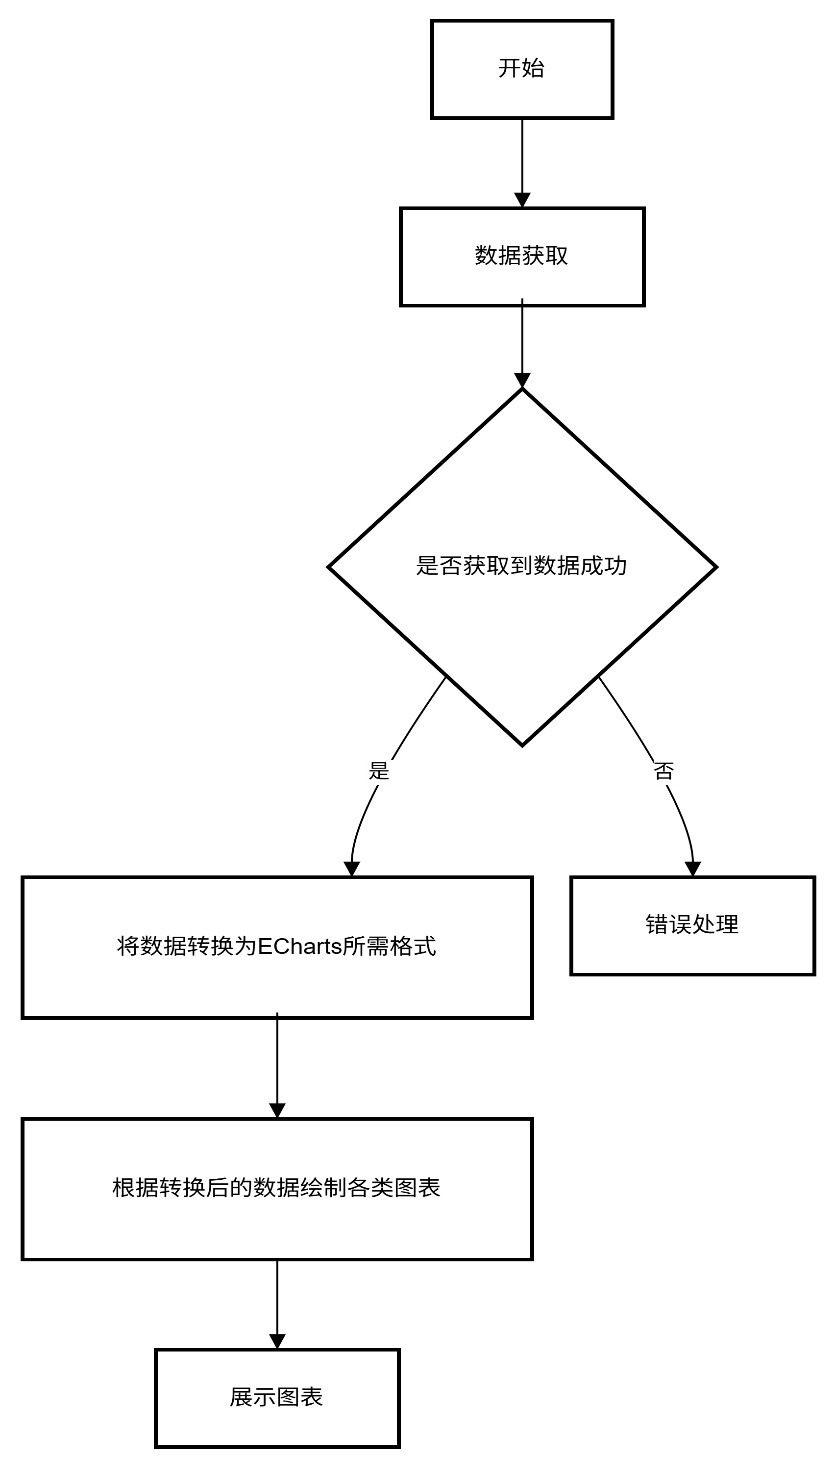 开始
数据获取
是否获取到数据成功
是
否
将数据转换为ECharts所需格式
错误处理
根据转换后的数据绘制各类图表
展示图表